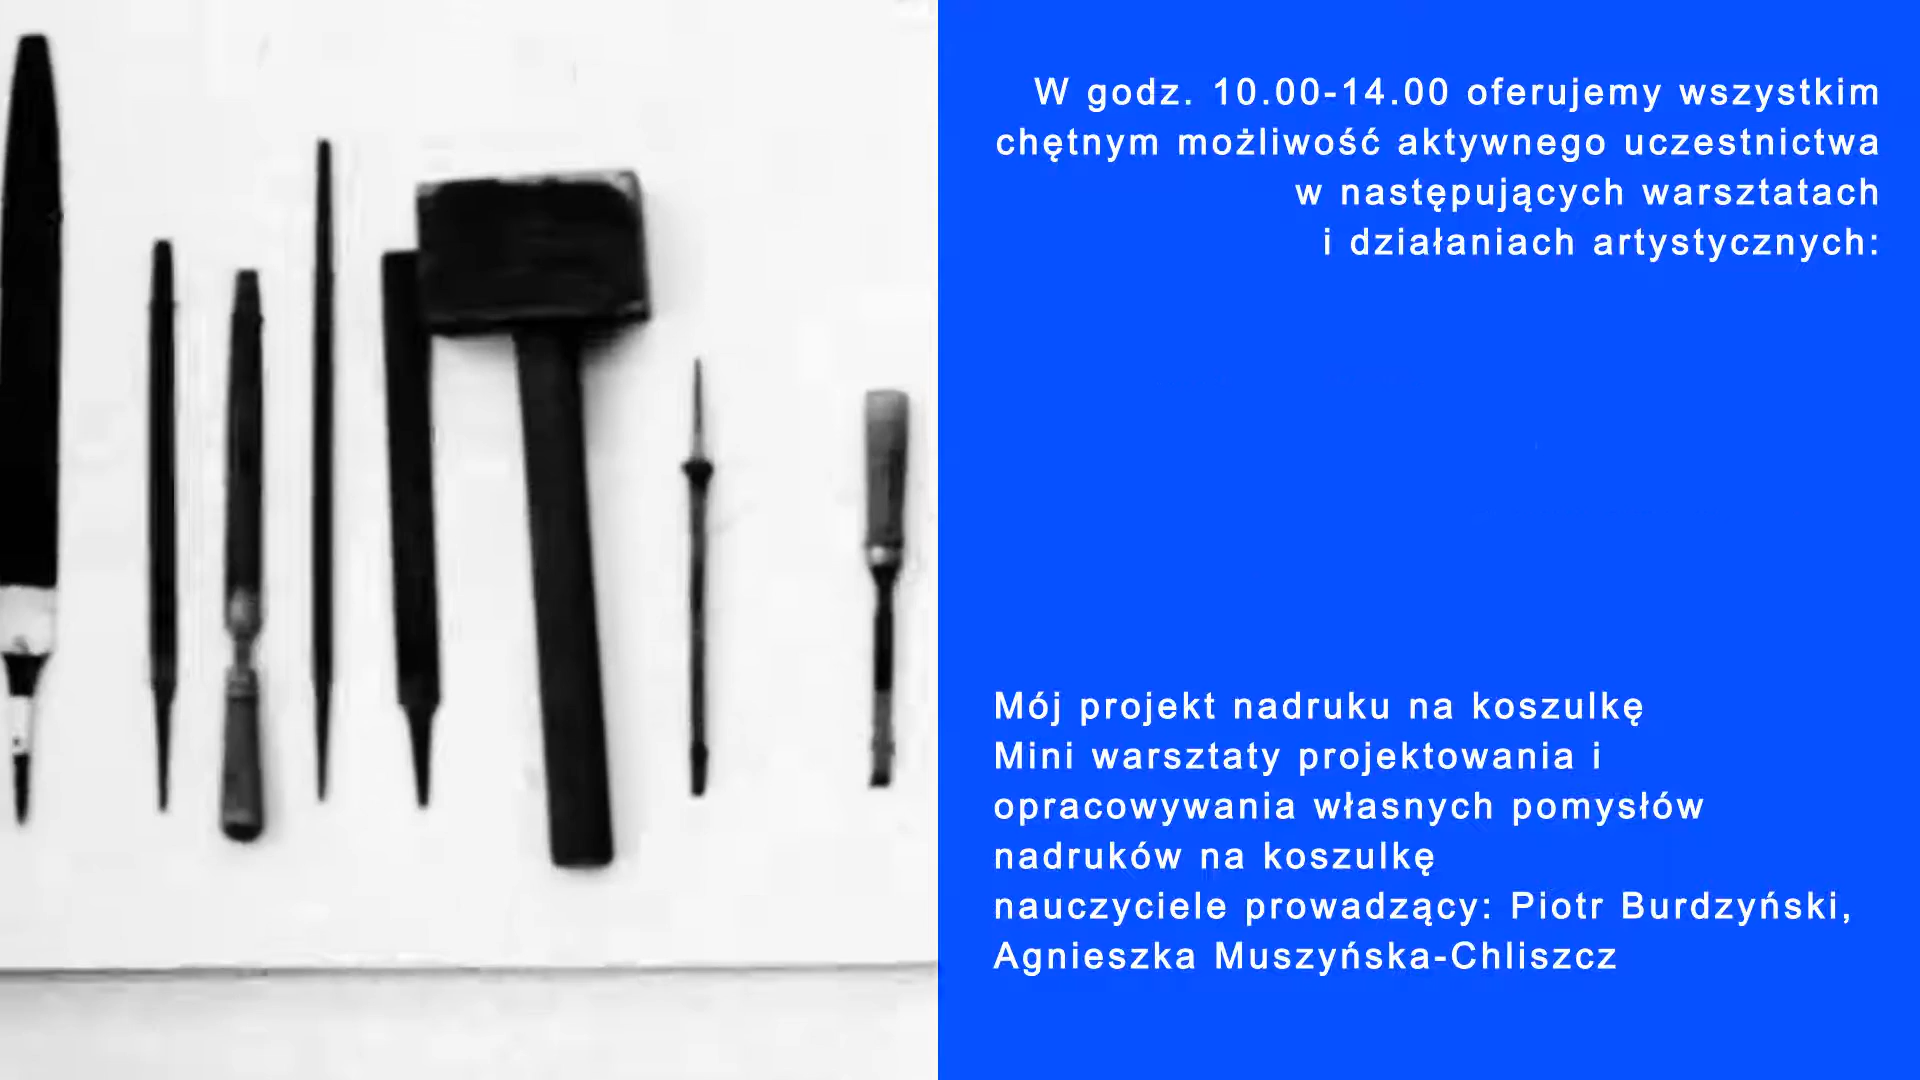 W godz. 10.00-14.00 oferujemy wszystkim
chętnym możliwość aktywnego uczestnictwa
w następujących warsztatach
i działaniach artystycznych:
Mój projekt nadruku na koszulkę
Mini warsztaty projektowania i
opracowywania własnych pomysłów
nadruków na koszulkę
nauczyciele prowadzący: Piotr Burdzyński,
Agnieszka Muszyńska-Chliszcz